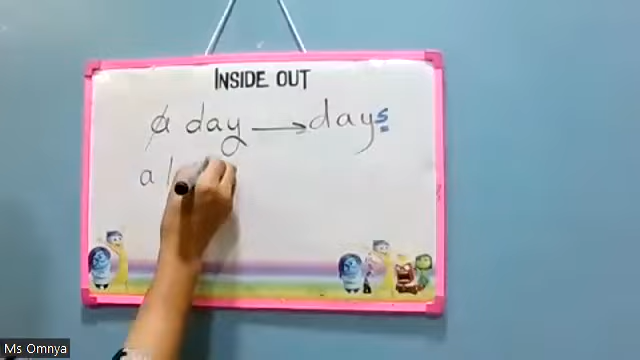 INSIDE OUT
a day → days
a
Ms Omnya